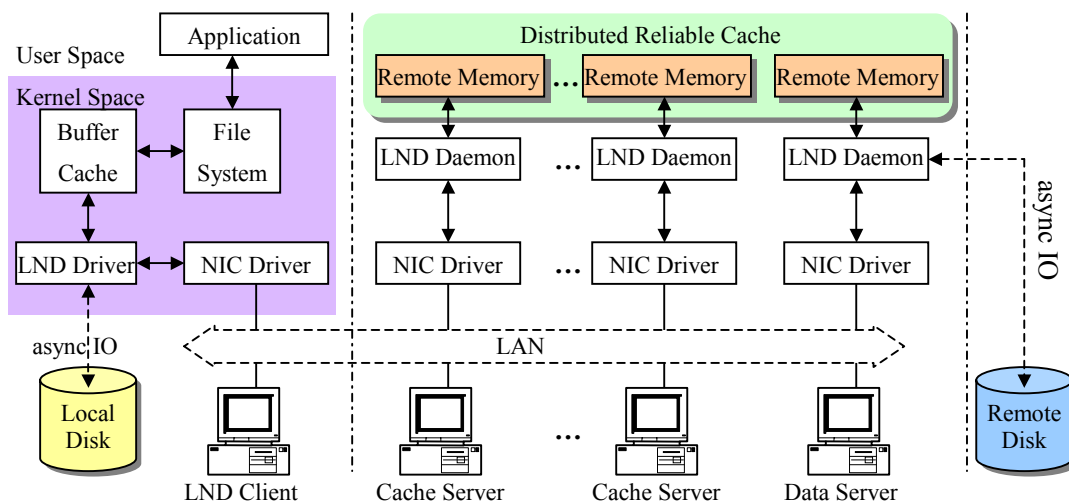 Application
Distributed Reliable Cache
User Space
Remote Memory
...
Remote Memory
Remote Memory
Kernel Space
Buffer
Cache
File
System
LND Daemon
...
LND Daemon
LND Daemon
async IO
LND Driver
NIC Driver
NIC Driver
...
NIC Driver
NIC Driver
async IO
LAN
Local
Disk
...
Remote
Disk
LND Client
Cache Server
Cache Server
Data Server